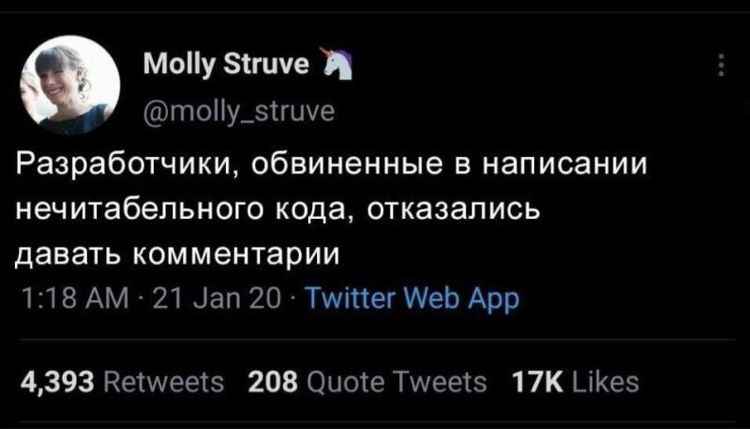 Molly Struve 🦄
@molly_struve
Разработчики, обвиненные в написании
нечитабельного кода, отказались
давать комментарии
1:18 AM · 21 Jan 20 · Twitter Web App
4,393 Retweets 208 Quote Tweets 17K Likes